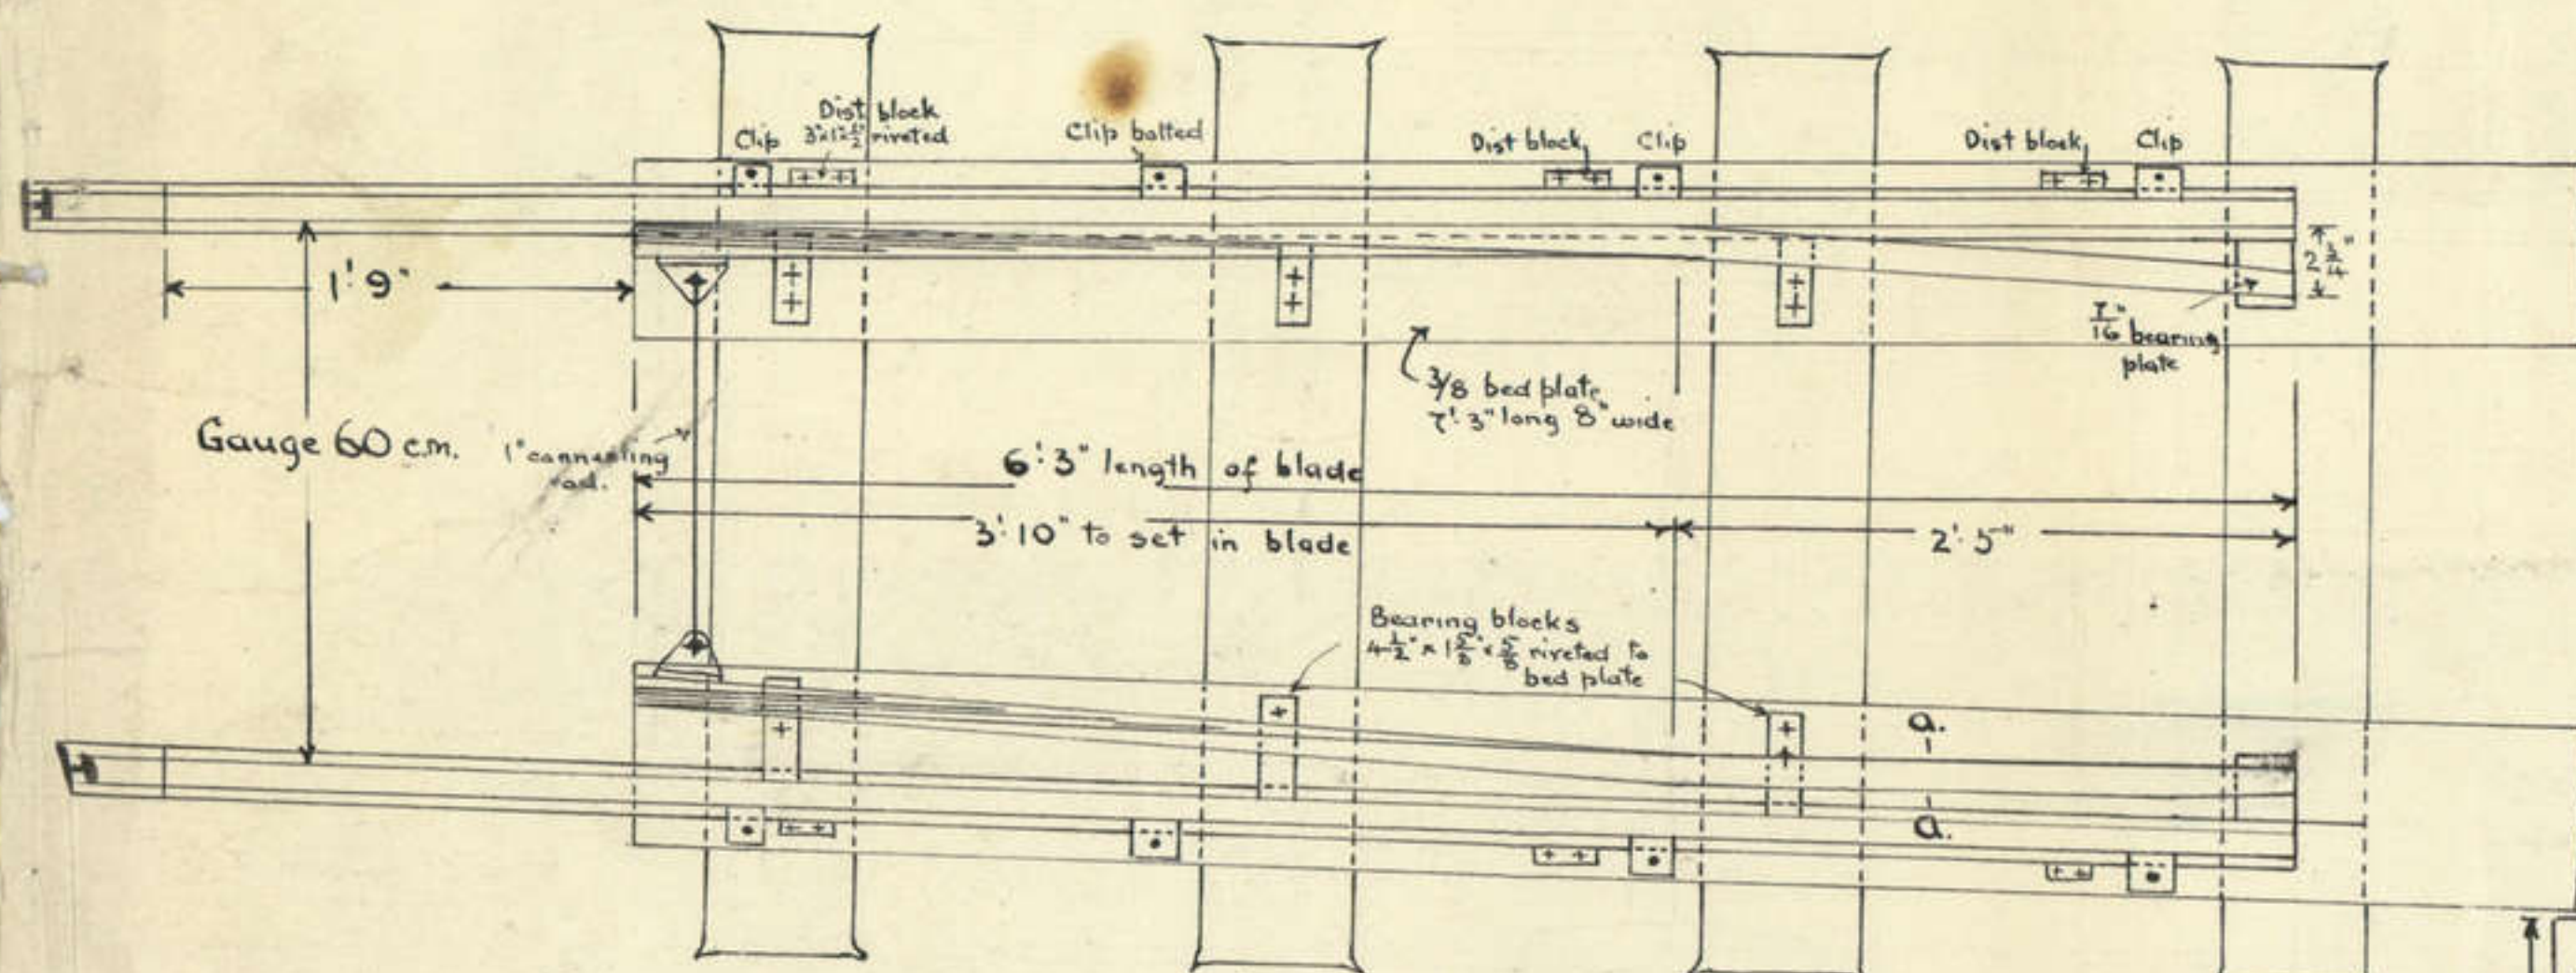 Dist block
Clip 3"x1"x½" riveted
Clip bolted
Dist block
Clip
Dist block
Clip
1'.9"
2¾"
7/16" bearing
plate
3/8 bed plate
7'.3" long 8" wide
Gauge 60 c.m.
1" connecting
rod.
6'.3" length of blade
3'.10" to set in blade
2'.5"
Bearing blocks
4½" x 1⅝" x ⅝ riveted to
bed plate
a.
a.